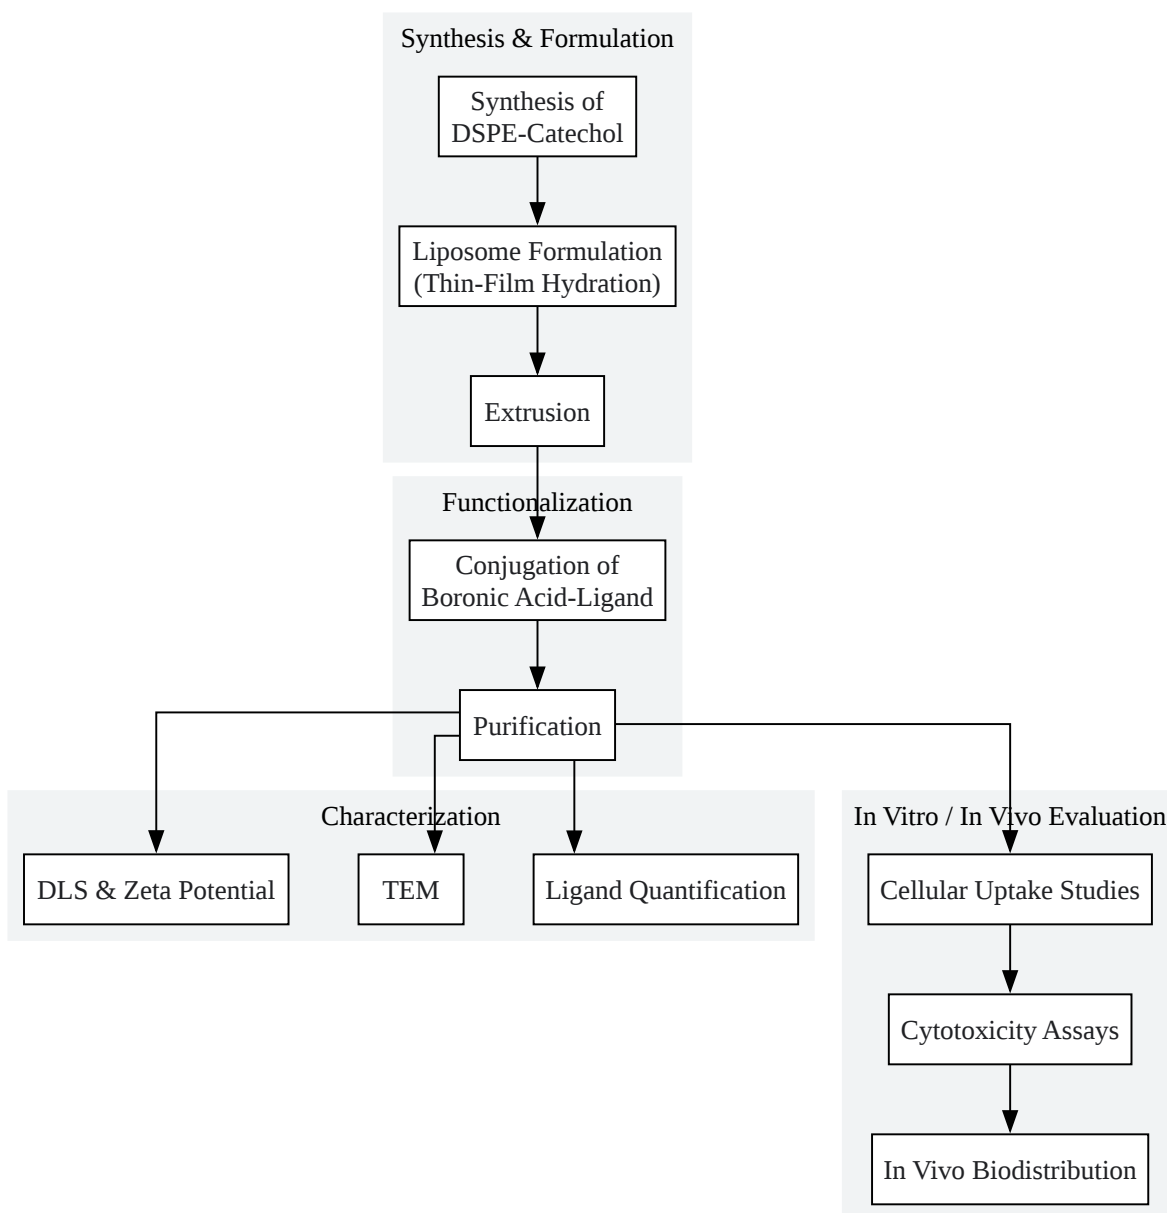 Synthesis & Formulation
Synthesis of
DSPE-Catechol
Liposome Formulation
(Thin-Film Hydration)
Extrusion
Functionalization
Conjugation of
Boronic Acid-Ligand
Purification
Characterization
In Vitro / In Vivo Evaluation
DLS & Zeta Potential
TEM
Ligand Quantification
Cellular Uptake Studies
Cytotoxicity Assays
In Vivo Biodistribution